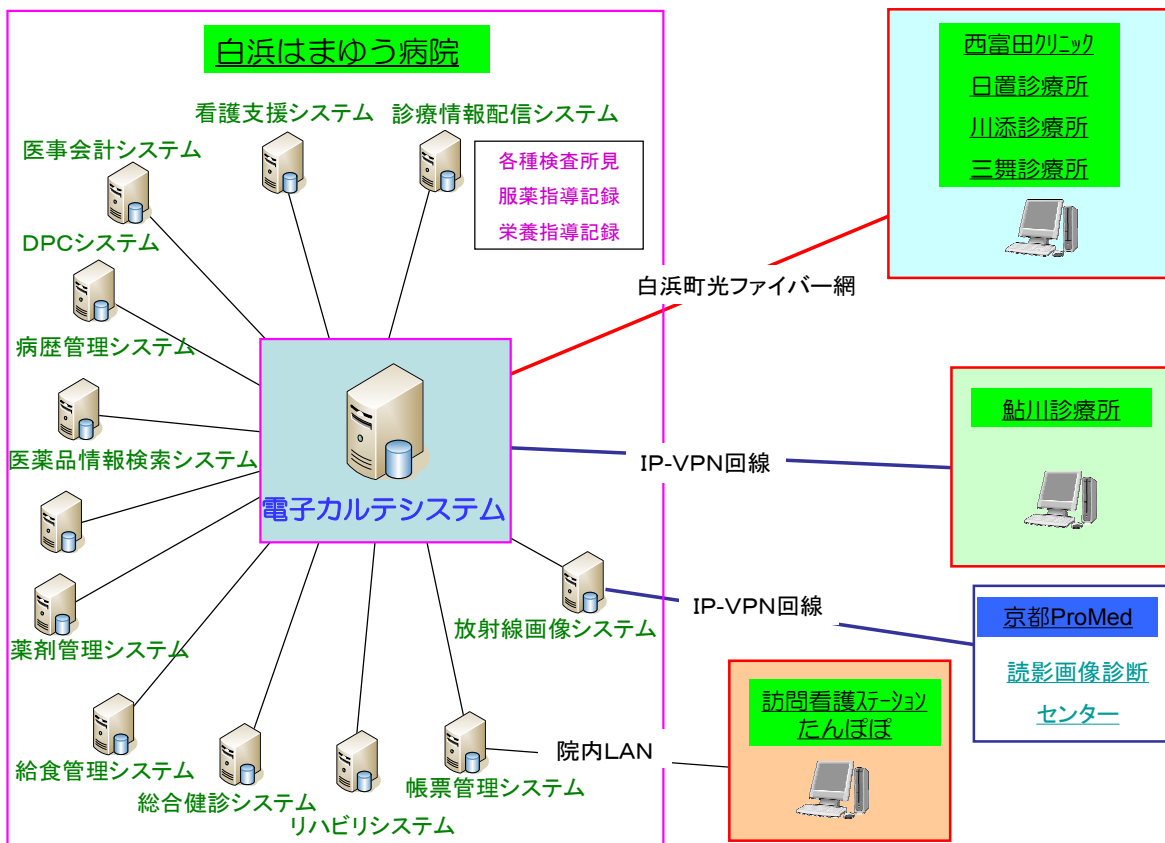 白浜はまゆう病院
看護支援システム
診療情報配信システム
医事会計システム
各種検査所見
服薬指導記録
栄養指導記録
DPCシステム
病歴管理システム
医薬品情報検索システム
電子カルテシステム
薬剤管理システム
放射線画像システム
給食管理システム
総合健診システム
リハビリシステム
帳票管理システム
白浜町光ファイバー網
IP-VPN回線
IP-VPN回線
院内LAN
西富田クリニック
日置診療所
川添診療所
三舞診療所
鮎川診療所
京都ProMed
読影画像診断
センター
訪問看護ステーション
たんぽぽ